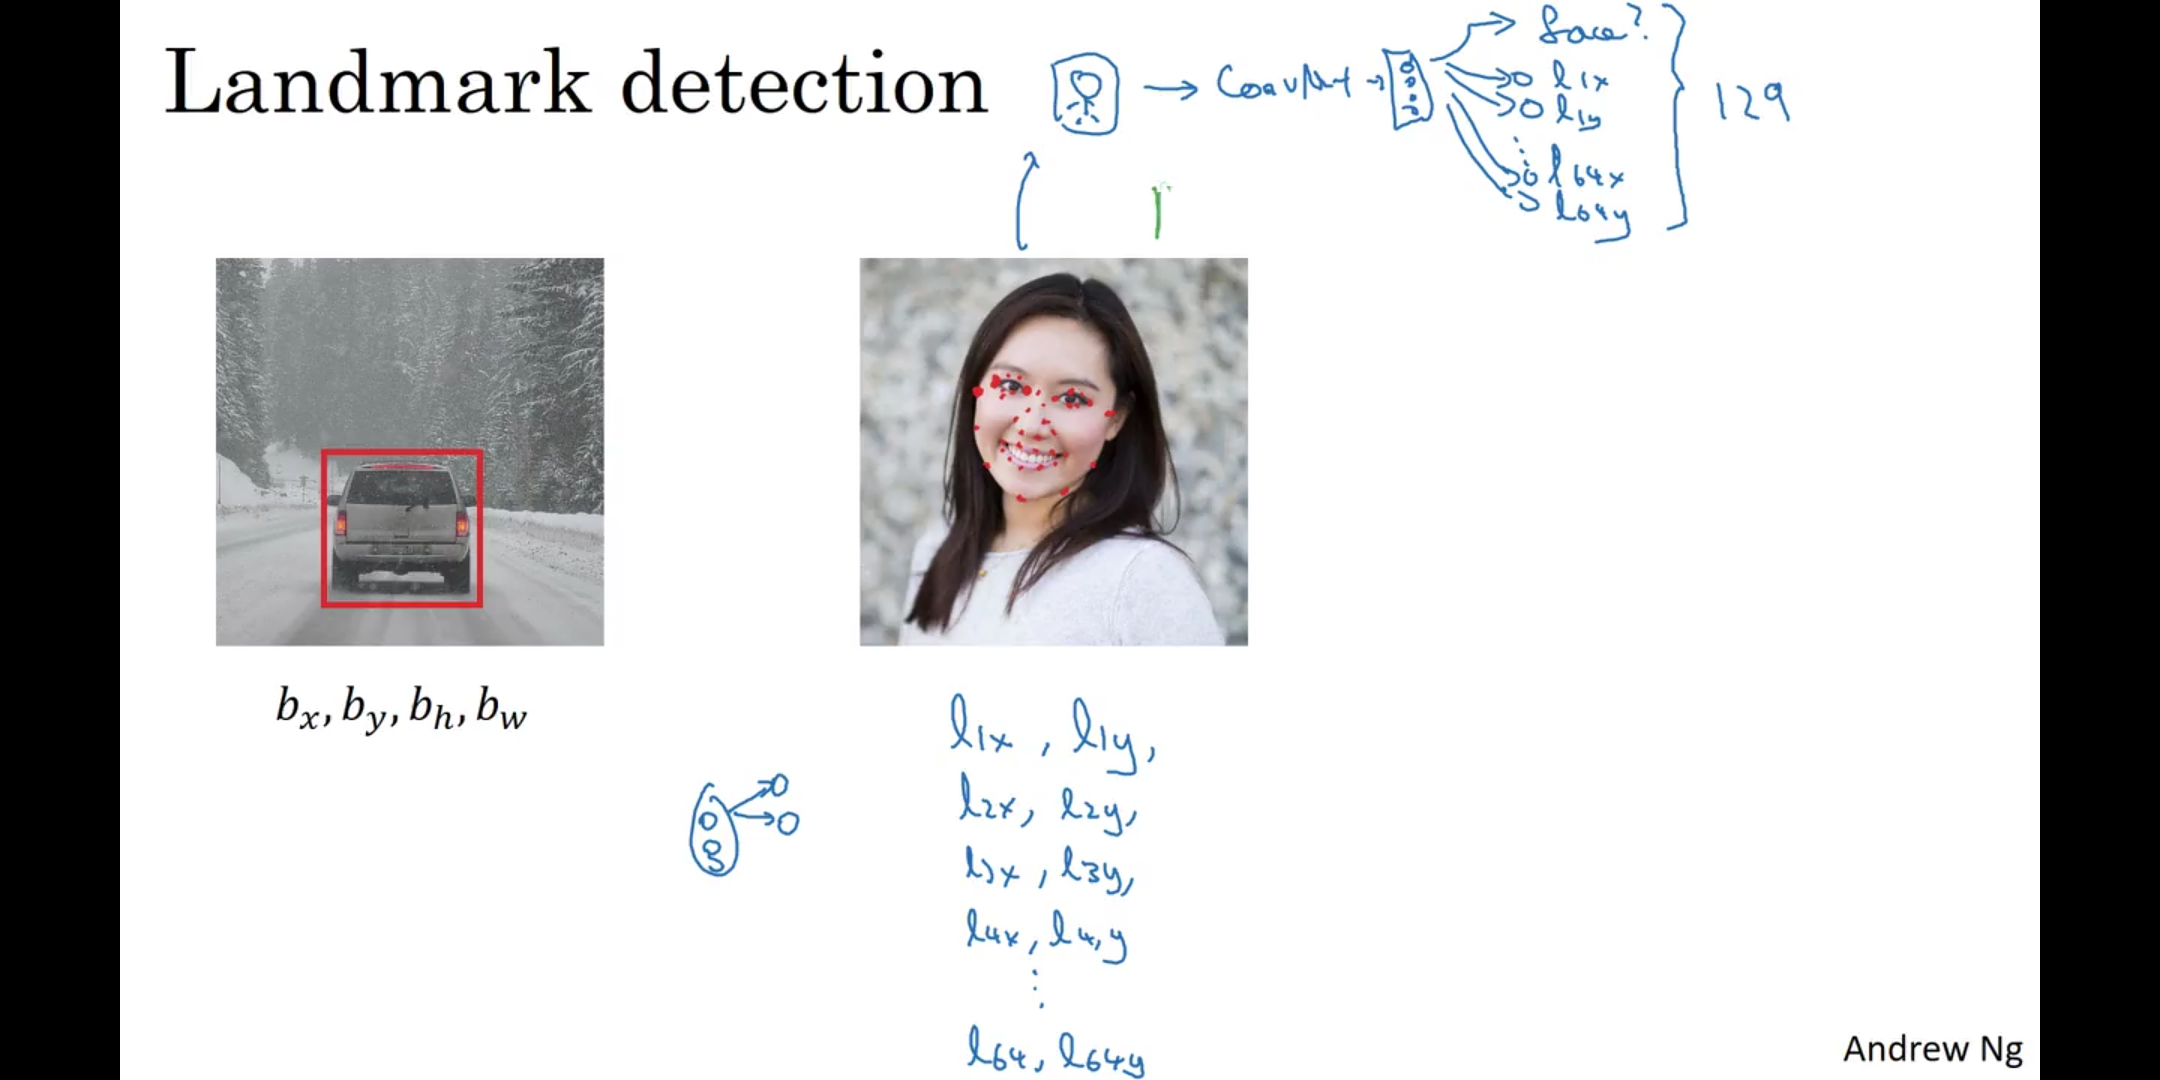 Landmark detection
→ ConvNet →
Face?
l1x
l1y
⋮
l64x
l64y
129
bx, by, bh, bw
l1x, l1y,
l2x, l2y,
l3x, l3y,
l4x, l4,y
⋮
l64, l64y
Andrew Ng